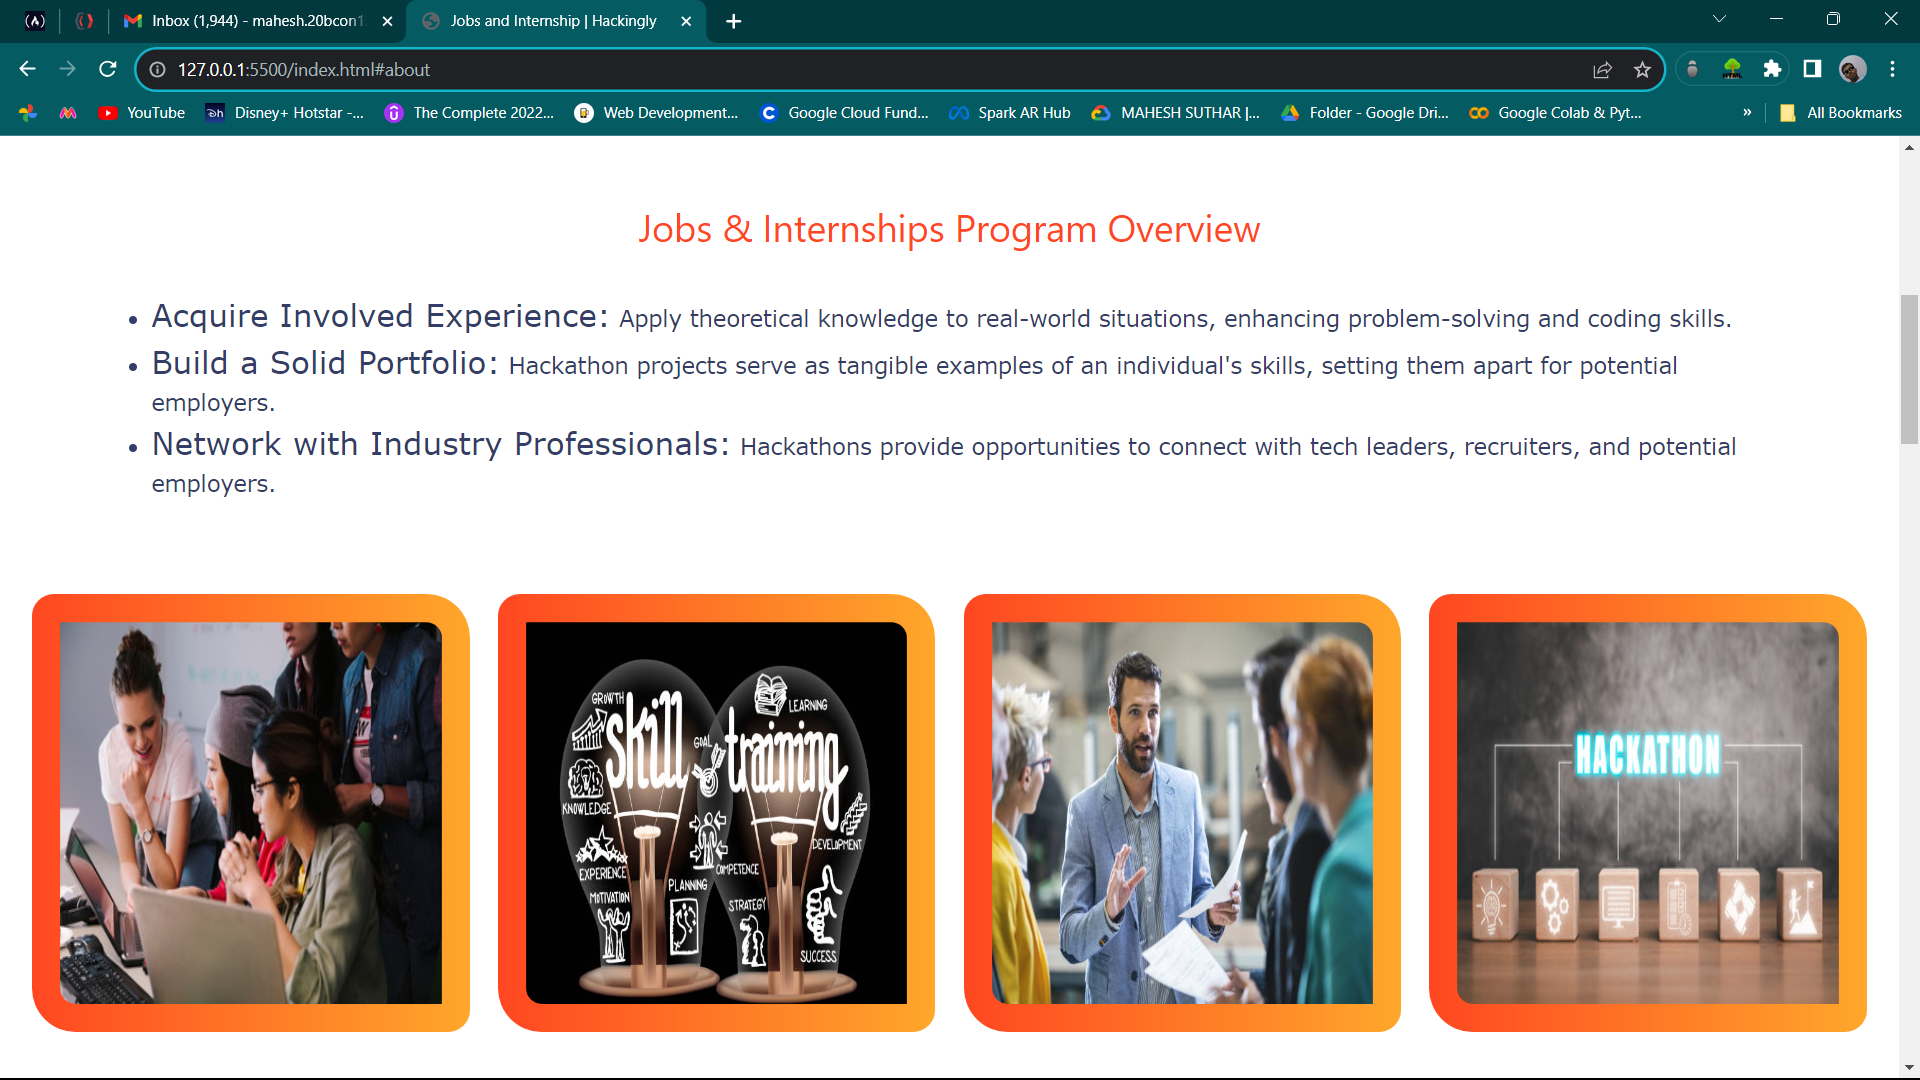 Inbox (1,944) - mahesh.20bcon1
Jobs and Internship | Hackingly
127.0.0.1:5500/index.html#about
YouTube
Disney+ Hotstar -...
The Complete 2022...
Web Development...
Google Cloud Fund...
Spark AR Hub
MAHESH SUTHAR |...
Folder - Google Dri...
Google Colab & Pyt...
»
All Bookmarks
Jobs & Internships Program Overview
• Acquire Involved Experience: Apply theoretical knowledge to real-world situations, enhancing problem-solving and coding skills.
• Build a Solid Portfolio: Hackathon projects serve as tangible examples of an individual's skills, setting them apart for potential
employers.
• Network with Industry Professionals: Hackathons provide opportunities to connect with tech leaders, recruiters, and potential
employers.
GROWTH
skill
GOAL
KNOWLEDGE
EXPERIENCE
MOTIVATION
PLANNING
LEARNING
training
DEVELOPMENT
COMPETENCE
STRATEGY
SUCCESS
HACKATHON